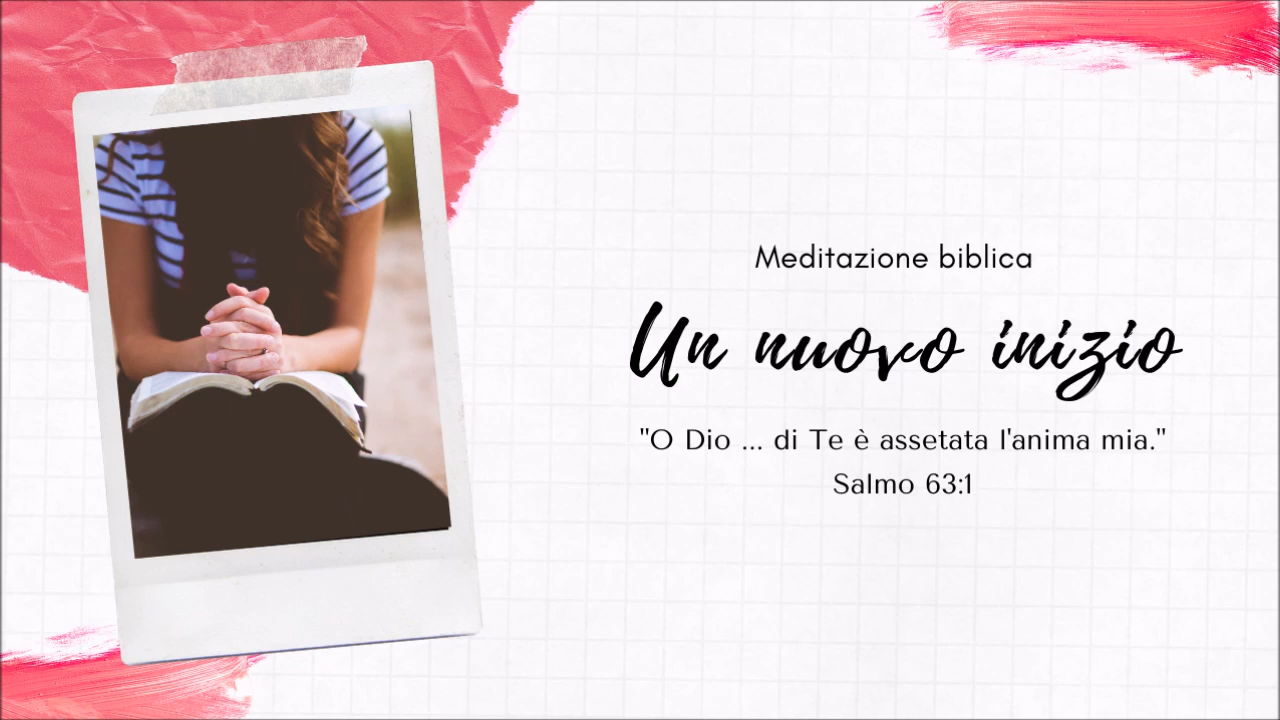 Meditazione biblica
Un nuovo inizio
"O Dio ... di Te è assetata l'anima mia."
Salmo 63:1